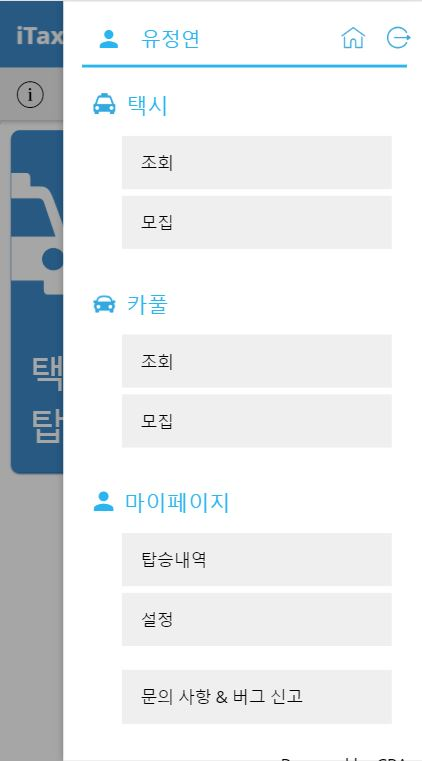 iTax
유정연
i
택시
조회
모집
카풀
조회
모집
택
탑
마이페이지
탑승내역
설정
문의 사항 & 버그 신고